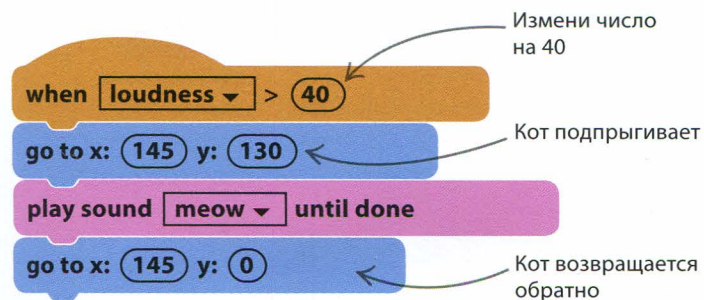 Измени число
на 40
when loudness > 40
go to x: 145 y: 130
Кот подпрыгивает
play sound meow until done
go to x: 145 y: 0
Кот возвращается
обратно